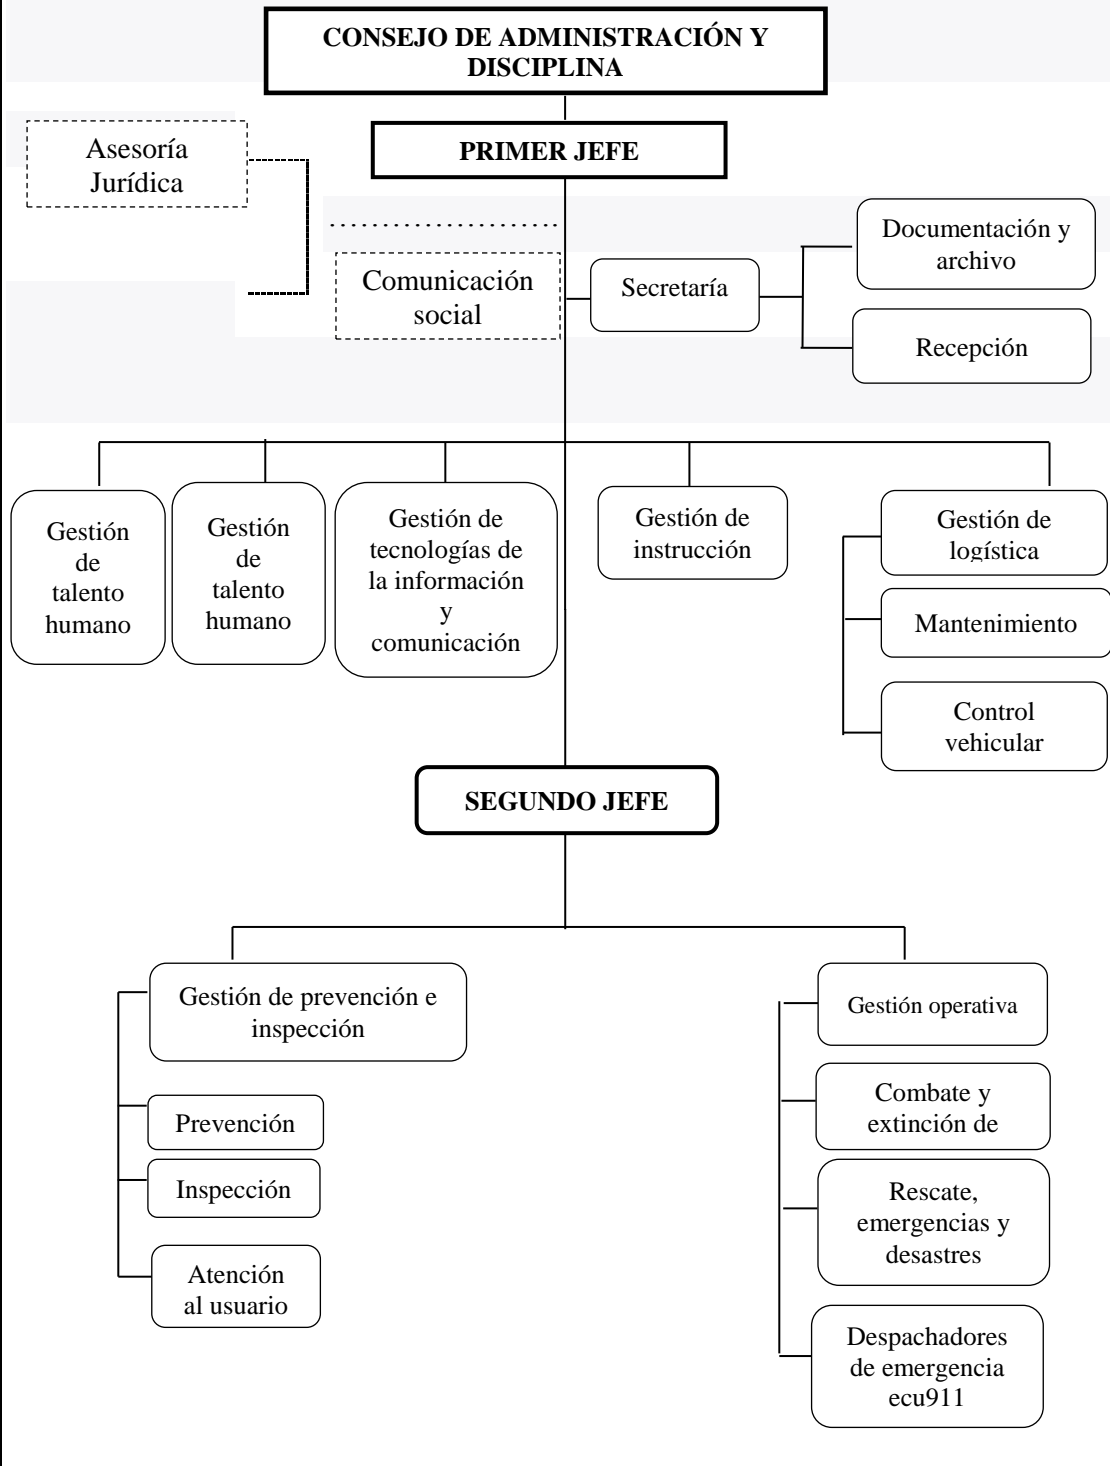 CONSEJO DE ADMINISTRACIÓN Y
DISCIPLINA
PRIMER JEFE
Asesoría
Jurídica
Comunicación
social
Secretaría
Documentación y
archivo
Recepción
Gestión
de
talento
humano
Gestión
de
talento
humano
Gestión de
tecnologías de
la información
y
comunicación
Gestión de
instrucción
Gestión de
logística
Mantenimiento
Control
vehicular
SEGUNDO JEFE
Gestión de prevención e
inspección
Prevención
Inspección
Atención
al usuario
Gestión operativa
Combate y
extinción de
Rescate,
emergencias y
desastres
Despachadores
de emergencia
ecu911